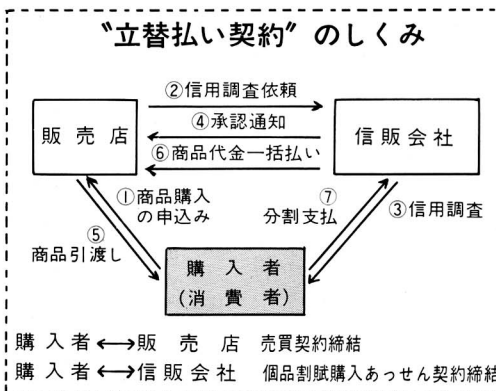 〝立替払い契約〟のしくみ
②信用調査依頼
④承認通知
⑥商品代金一括払い
販売店
信販会社
①商品購入
の申込み
⑦
分割支払
③信用調査
⑤
商品引渡し
購入者
(消費者)
購入者⟷販売店 売買契約締結
購入者⟷信販会社 個品割賦購入あっせん契約締結